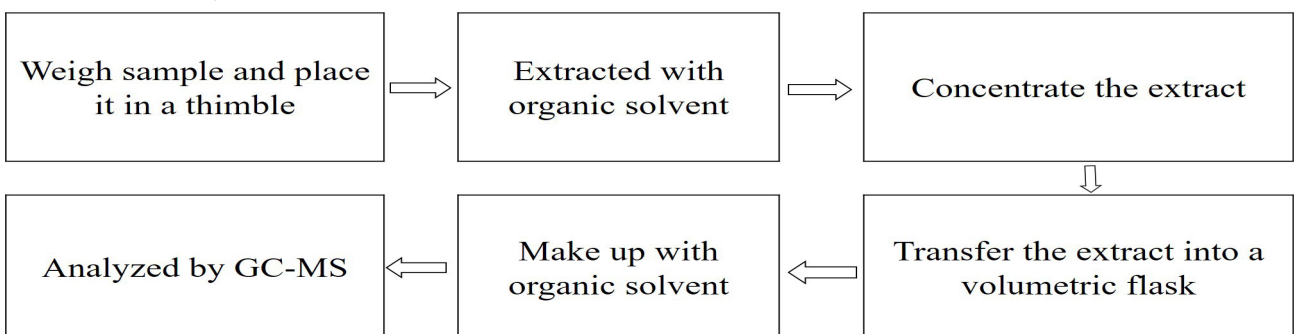 Weigh sample and place
it in a thimble
Extracted with
organic solvent
Concentrate the extract
Transfer the extract into a
volumetric flask
Make up with
organic solvent
Analyzed by GC-MS